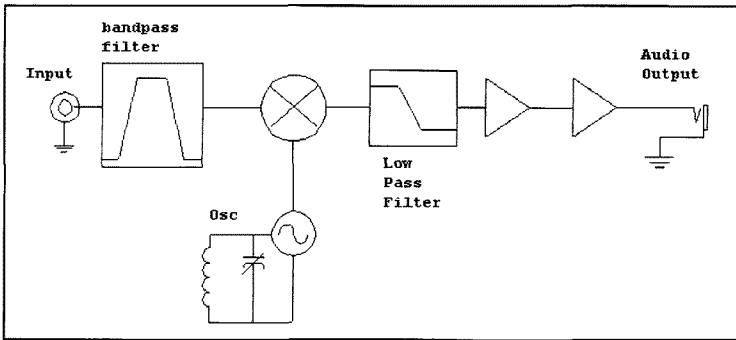 bandpass
filter
Input
Audio
Output
Low
Pass
Filter
Osc